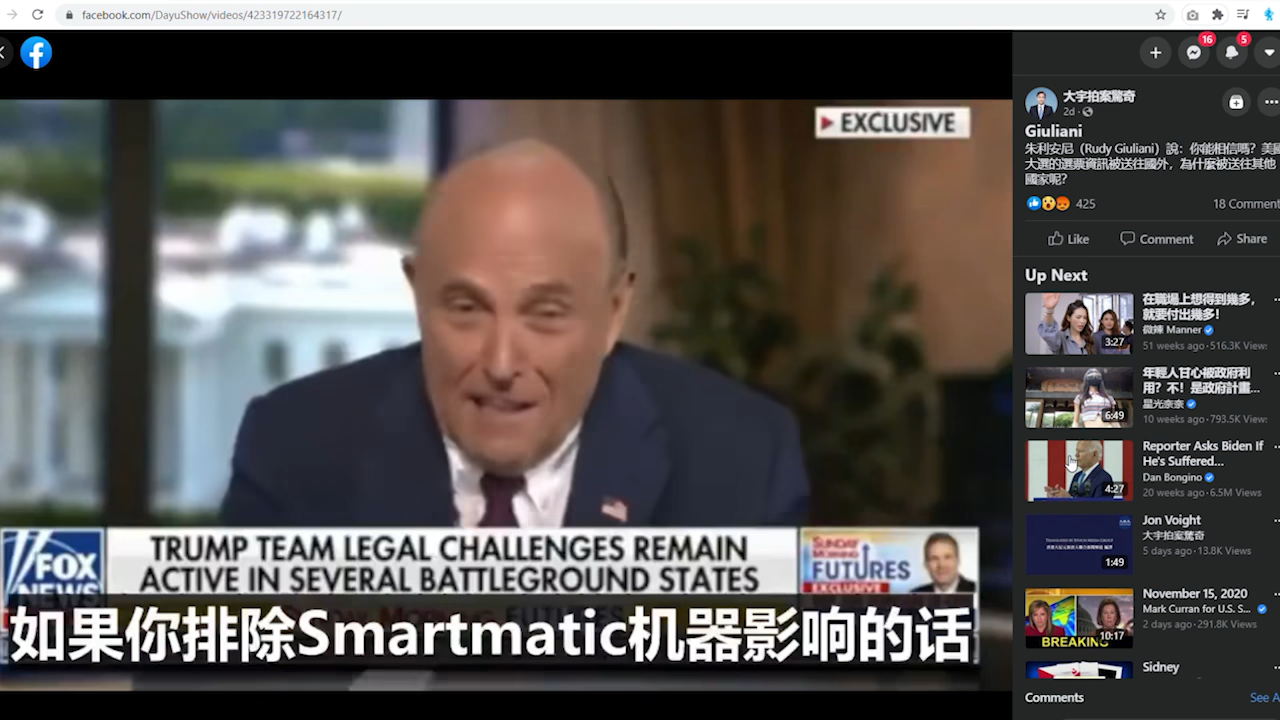 facebook.com/DayuShow/videos/423319722164317/
16
5
EXCLUSIVE
FOX
NEWS
TRUMP TEAM LEGAL CHALLENGES REMAIN
ACTIVE IN SEVERAL BATTLEGROUND STATES
SUNDAY
MORNING
FUTURES
EXCLUSIVE
如果你排除Smartmatic机器影响的话
大宇拍案驚奇
2d
Giuliani
朱利安尼（Rudy Giuliani）說：你能相信嗎？美國
大選的選票資訊被送往國外，為什麼被送往其他
國家呢？
425
18 Comment
Like
Comment
Share
Up Next
在職場上想得到幾多，
就要付出幾多！
微辣 Manner
51 weeks ago · 516.3K Views
3:27
年輕人甘心被政府利
用？不！是政府計畫...
星光奈奈
10 weeks ago · 793.5K Views
6:49
Reporter Asks Biden If
He's Suffered...
Dan Bongino
20 weeks ago · 6.5M Views
4:27
Jon Voight
大宇拍案驚奇
5 days ago · 13.8K Views
1:49
November 15, 2020
Mark Curran for U.S. S...
2 days ago · 291.8K Views
BREAKING
10:17
Sidney
Comments
See A